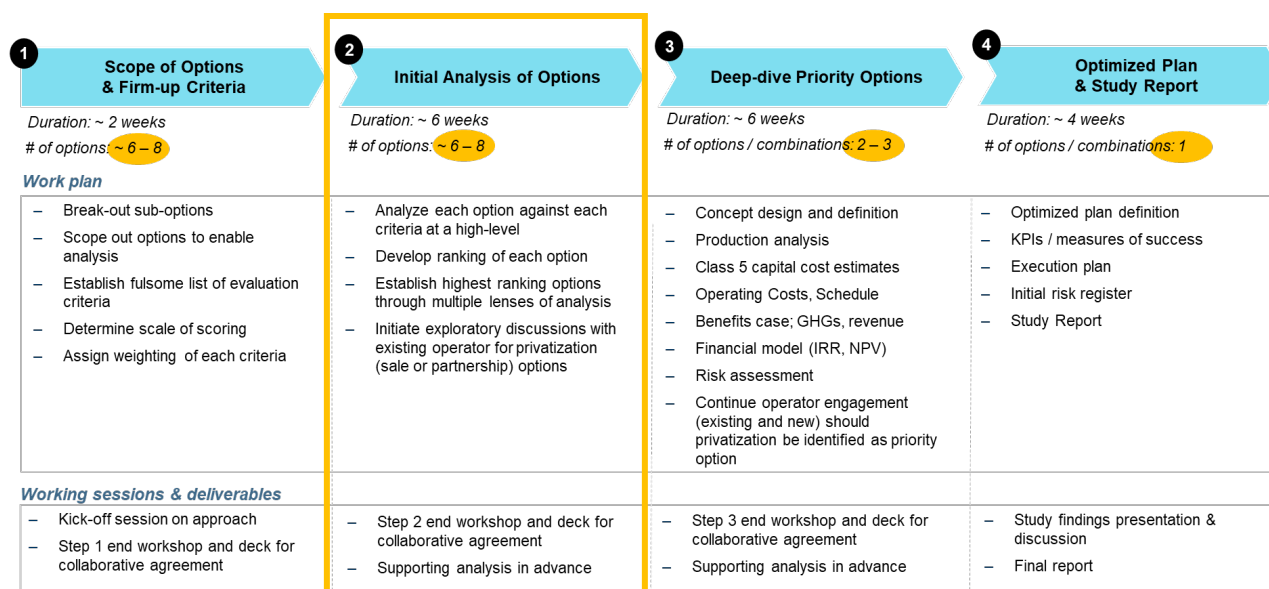 1
Scope of Options
& Firm-up Criteria
Duration: ~ 2 weeks
# of options: ~ 6 – 8
2
Initial Analysis of Options
Duration: ~ 6 weeks
# of options: ~ 6 – 8
3
Deep-dive Priority Options
Duration: ~ 6 weeks
# of options / combinations: 2 – 3
4
Optimized Plan
& Study Report
Duration: ~ 4 weeks
# of options / combinations: 1
Work plan
– Break-out sub-options
– Scope out options to enable
analysis
– Establish fulsome list of evaluation
criteria
– Determine scale of scoring
– Assign weighting of each criteria
– Analyze each option against each
criteria at a high-level
– Develop ranking of each option
– Establish highest ranking options
through multiple lenses of analysis
– Initiate exploratory discussions with
existing operator for privatization
(sale or partnership) options
– Concept design and definition
– Production analysis
– Class 5 capital cost estimates
– Operating Costs, Schedule
– Benefits case; GHGs, revenue
– Financial model (IRR, NPV)
– Risk assessment
– Continue operator engagement
(existing and new) should
privatization be identified as priority
option
– Optimized plan definition
– KPIs / measures of success
– Execution plan
– Initial risk register
– Study Report
Working sessions & deliverables
– Kick-off session on approach
– Step 1 end workshop and deck for
collaborative agreement
– Step 2 end workshop and deck for
collaborative agreement
– Supporting analysis in advance
– Step 3 end workshop and deck for
collaborative agreement
– Supporting analysis in advance
– Study findings presentation &
discussion
– Final report